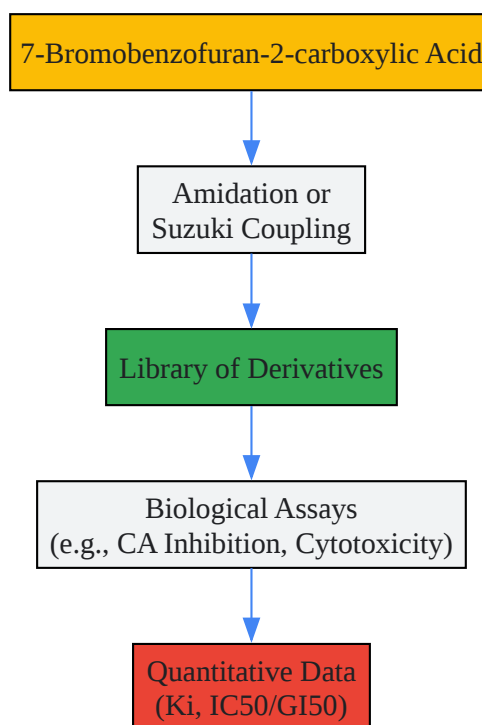 7-Bromobenzofuran-2-carboxylic Acid
Amidation or
Suzuki Coupling
Library of Derivatives
Biological Assays
(e.g., CA Inhibition, Cytotoxicity)
Quantitative Data
(Ki, IC50/GI50)